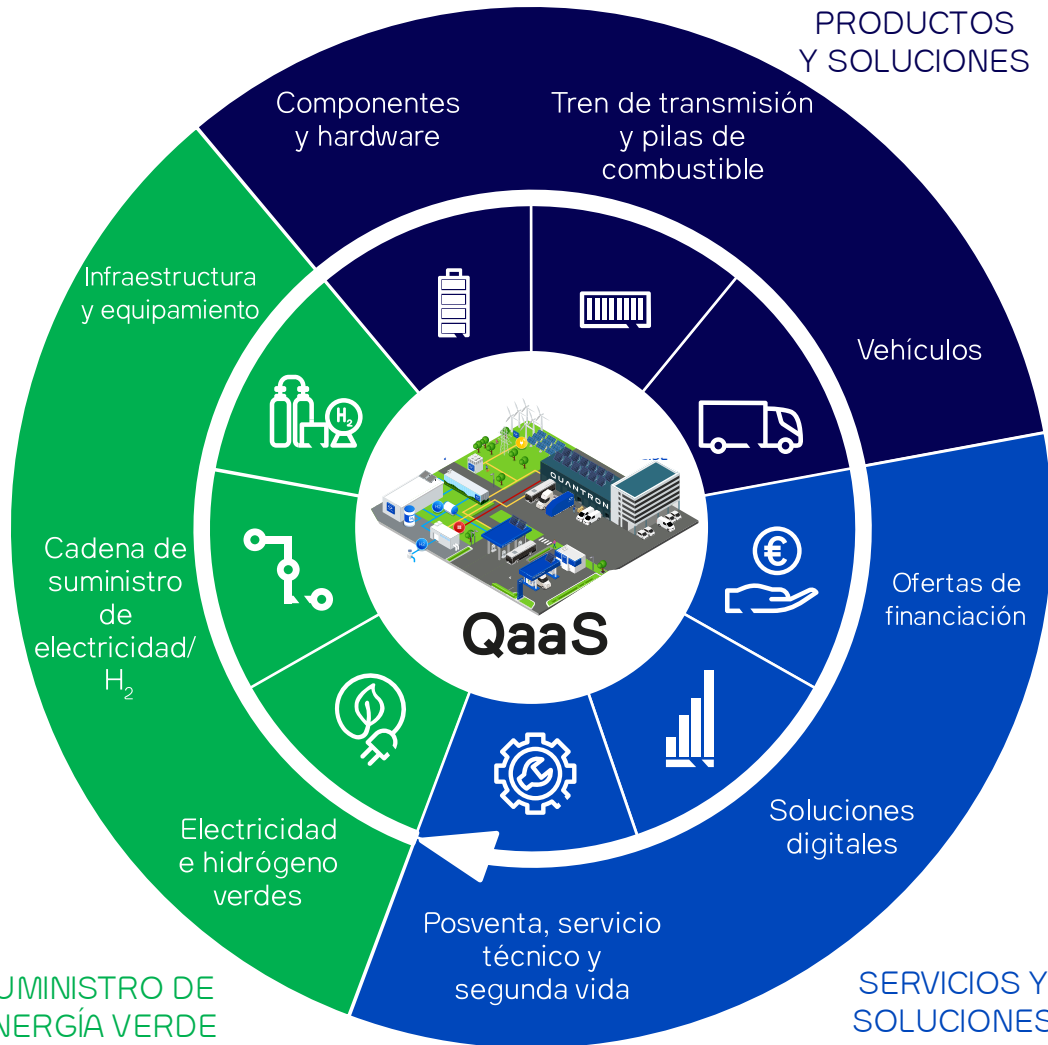 PRODUCTOS
Y SOLUCIONES
Componentes
y hardware
Tren de transmisión
y pilas de
combustible
Infraestructura
y equipamiento
Vehículos
H2
QUANTRON
€
Cadena de
suministro
de
electricidad/
H2
Ofertas de
financiación
QaaS
Soluciones
digitales
Electricidad
e hidrógeno
verdes
Posventa, servicio
técnico y
segunda vida
UMINISTRO DE
NERGÍA VERDE
SERVICIOS Y
SOLUCIONES